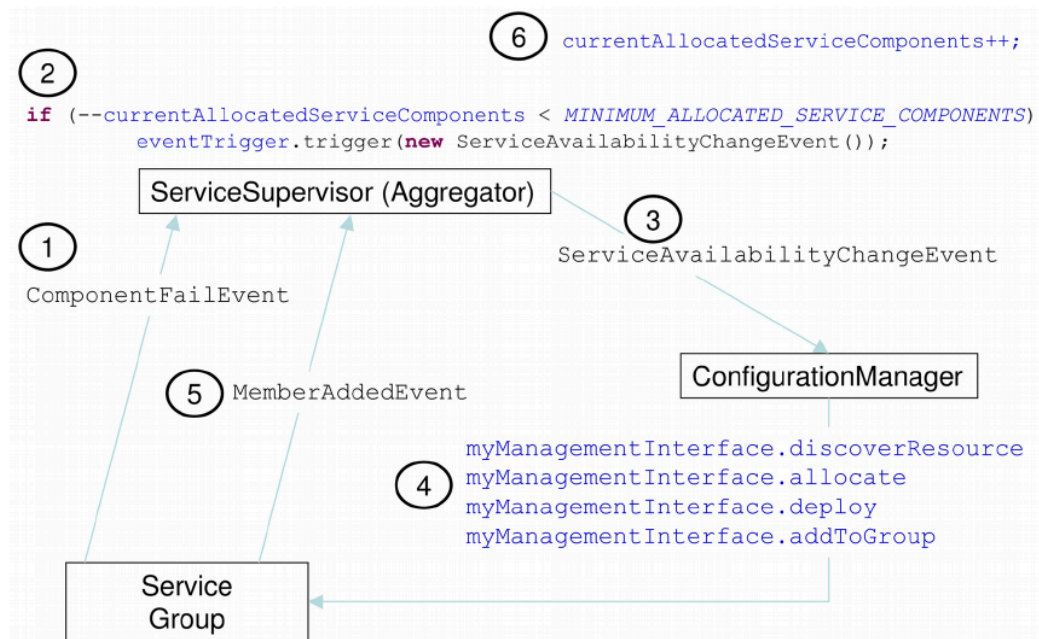 6
currentAllocatedServiceComponents++;
2
if (--currentAllocatedServiceComponents < MINIMUM_ALLOCATED_SERVICE_COMPONENTS)
eventTrigger.trigger(new ServiceAvailabilityChangeEvent());
ServiceSupervisor (Aggregator)
3
ServiceAvailabilityChangeEvent
1
ComponentFailEvent
ConfigurationManager
5
MemberAddedEvent
4
myManagementInterface.discoverResource
myManagementInterface.allocate
myManagementInterface.deploy
myManagementInterface.addToGroup
Service
Group